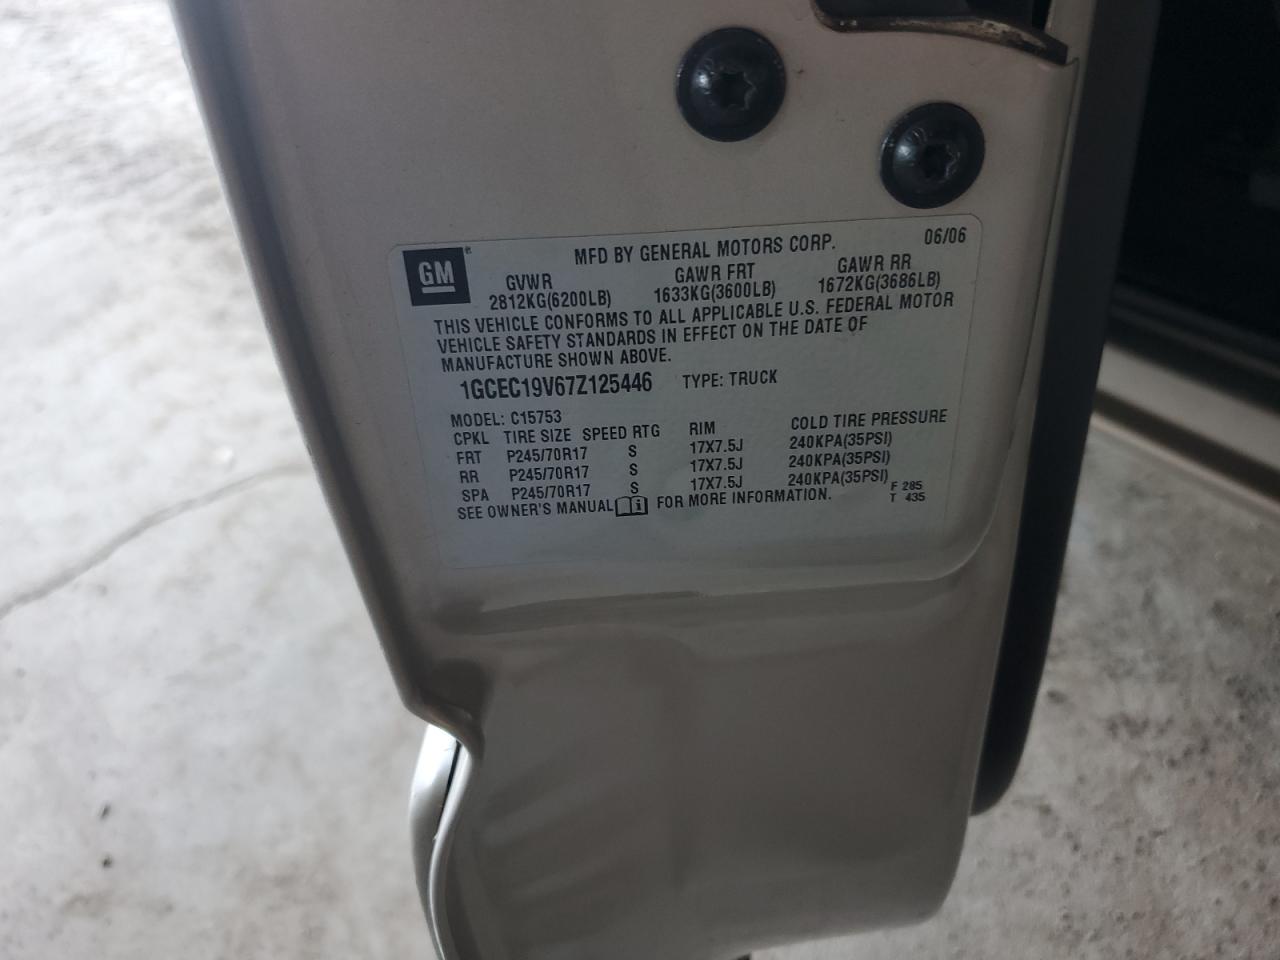 GM
MFD BY GENERAL MOTORS CORP. 06/06
GVWR GAWR FRT GAWR RR
2812KG(6200LB) 1633KG(3600LB) 1672KG(3686LB)
THIS VEHICLE CONFORMS TO ALL APPLICABLE U.S. FEDERAL MOTOR
VEHICLE SAFETY STANDARDS IN EFFECT ON THE DATE OF
MANUFACTURE SHOWN ABOVE.
1GCEC19V67Z125446 TYPE: TRUCK
MODEL: C15753
CPKL TIRE SIZE SPEED RTG RIM COLD TIRE PRESSURE
FRT P245/70R17 S 17X7.5J 240KPA(35PSI)
RR P245/70R17 S 17X7.5J 240KPA(35PSI)
SPA P245/70R17 S 17X7.5J 240KPA(35PSI) F 285
SEE OWNER'S MANUAL FOR MORE INFORMATION. T 435